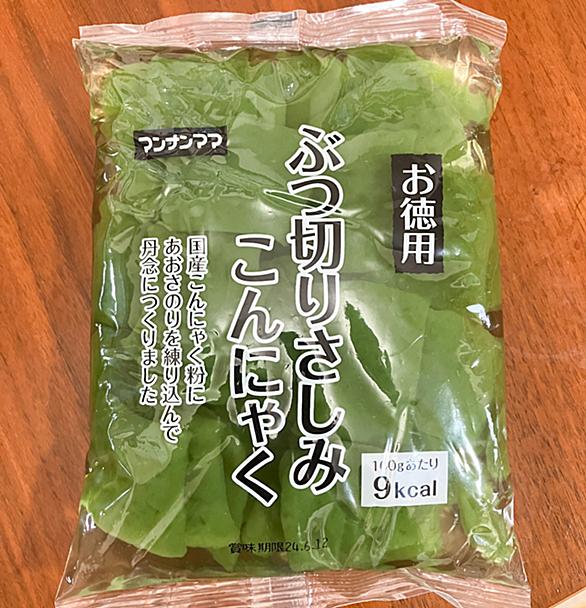 マンナンママ
お徳用
ぶつ切りさしみ
こんにゃく
国産こんにゃく粉に
あおさのりを練り込んで
丹念につくりました
100gあたり
9kcal
賞味期限24.6.12